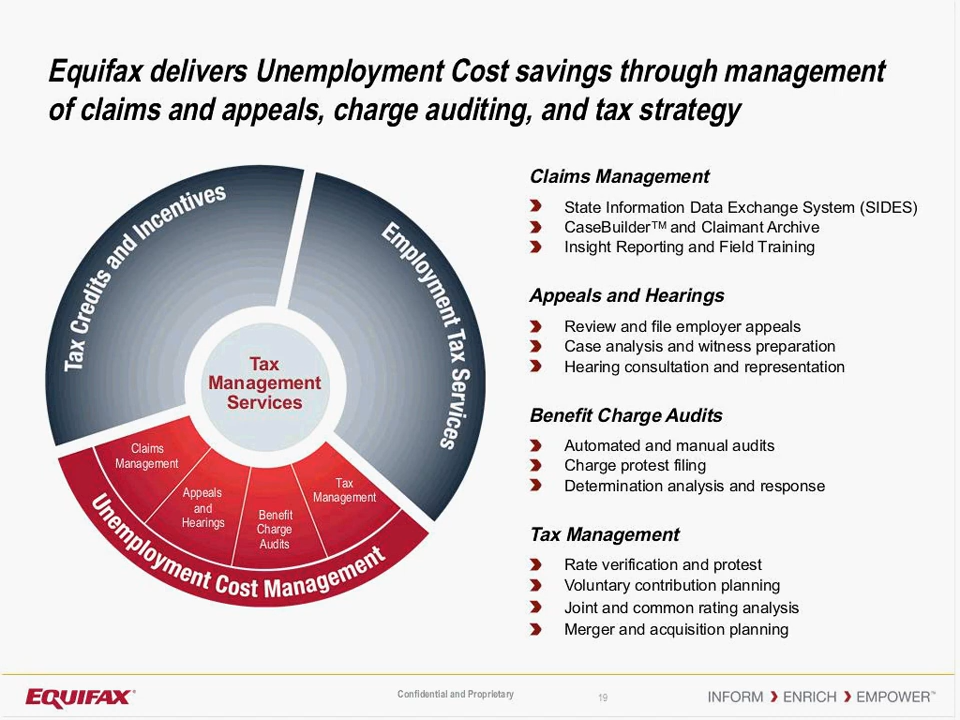 Equifax delivers Unemployment Cost savings through management
of claims and appeals, charge auditing, and tax strategy
Tax Credits and Incentives
Employment Tax Services
Tax
Management
Services
Claims
Management
Appeals
and
Hearings
Benefit
Charge
Audits
Tax
Management
Unemployment Cost Management
Claims Management
State Information Data Exchange System (SIDES)
CaseBuilder™ and Claimant Archive
Insight Reporting and Field Training
Appeals and Hearings
Review and file employer appeals
Case analysis and witness preparation
Hearing consultation and representation
Benefit Charge Audits
Automated and manual audits
Charge protest filing
Determination analysis and response
Tax Management
Rate verification and protest
Voluntary contribution planning
Joint and common rating analysis
Merger and acquisition planning
EQUIFAX®
Confidential and Proprietary
19
INFORM ❯ ENRICH ❯ EMPOWER™